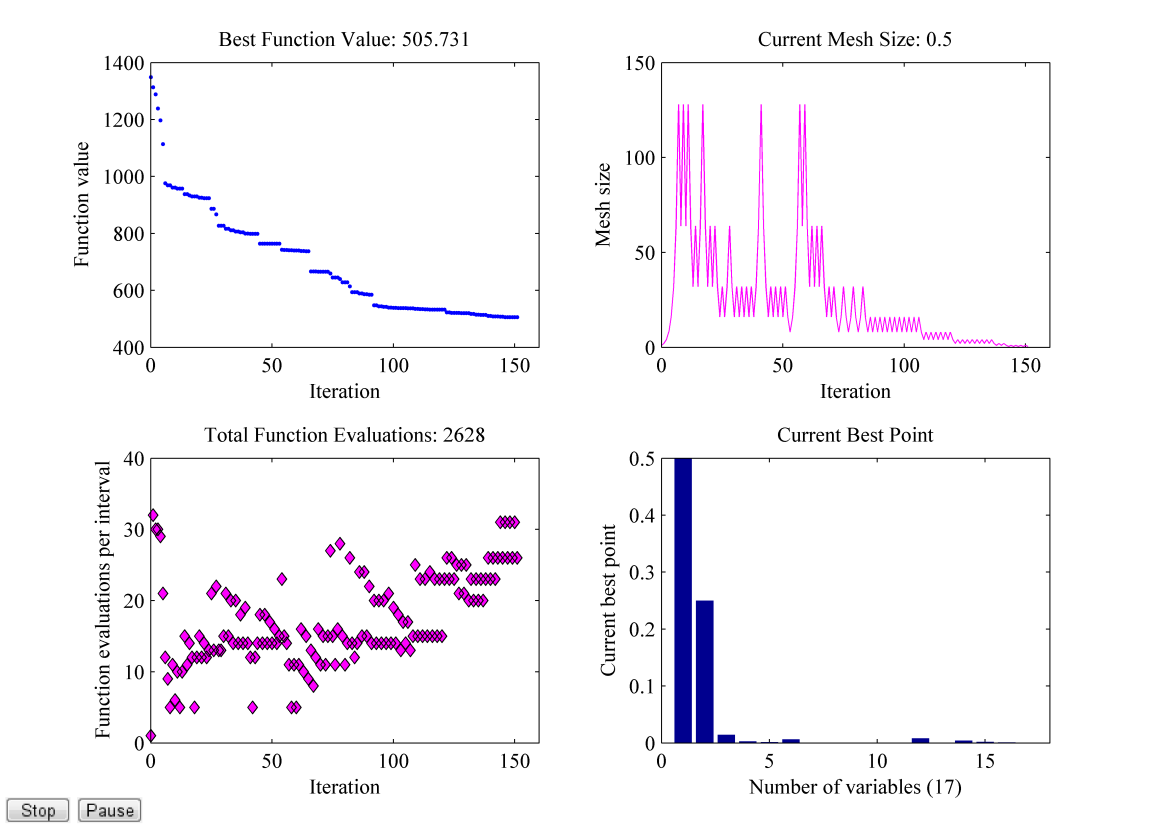 Best Function Value: 505.731
1400
1200
1000
800
600
400
0
50
100
150
Function value
Iteration
Current Mesh Size: 0.5
150
100
50
0
0
50
100
150
Mesh size
Iteration
Total Function Evaluations: 2628
40
30
20
10
0
0
50
100
150
Function evaluations per interval
Iteration
Current Best Point
0.5
0.4
0.3
0.2
0.1
0
0
5
10
15
Current best point
Number of variables (17)
Stop
Pause